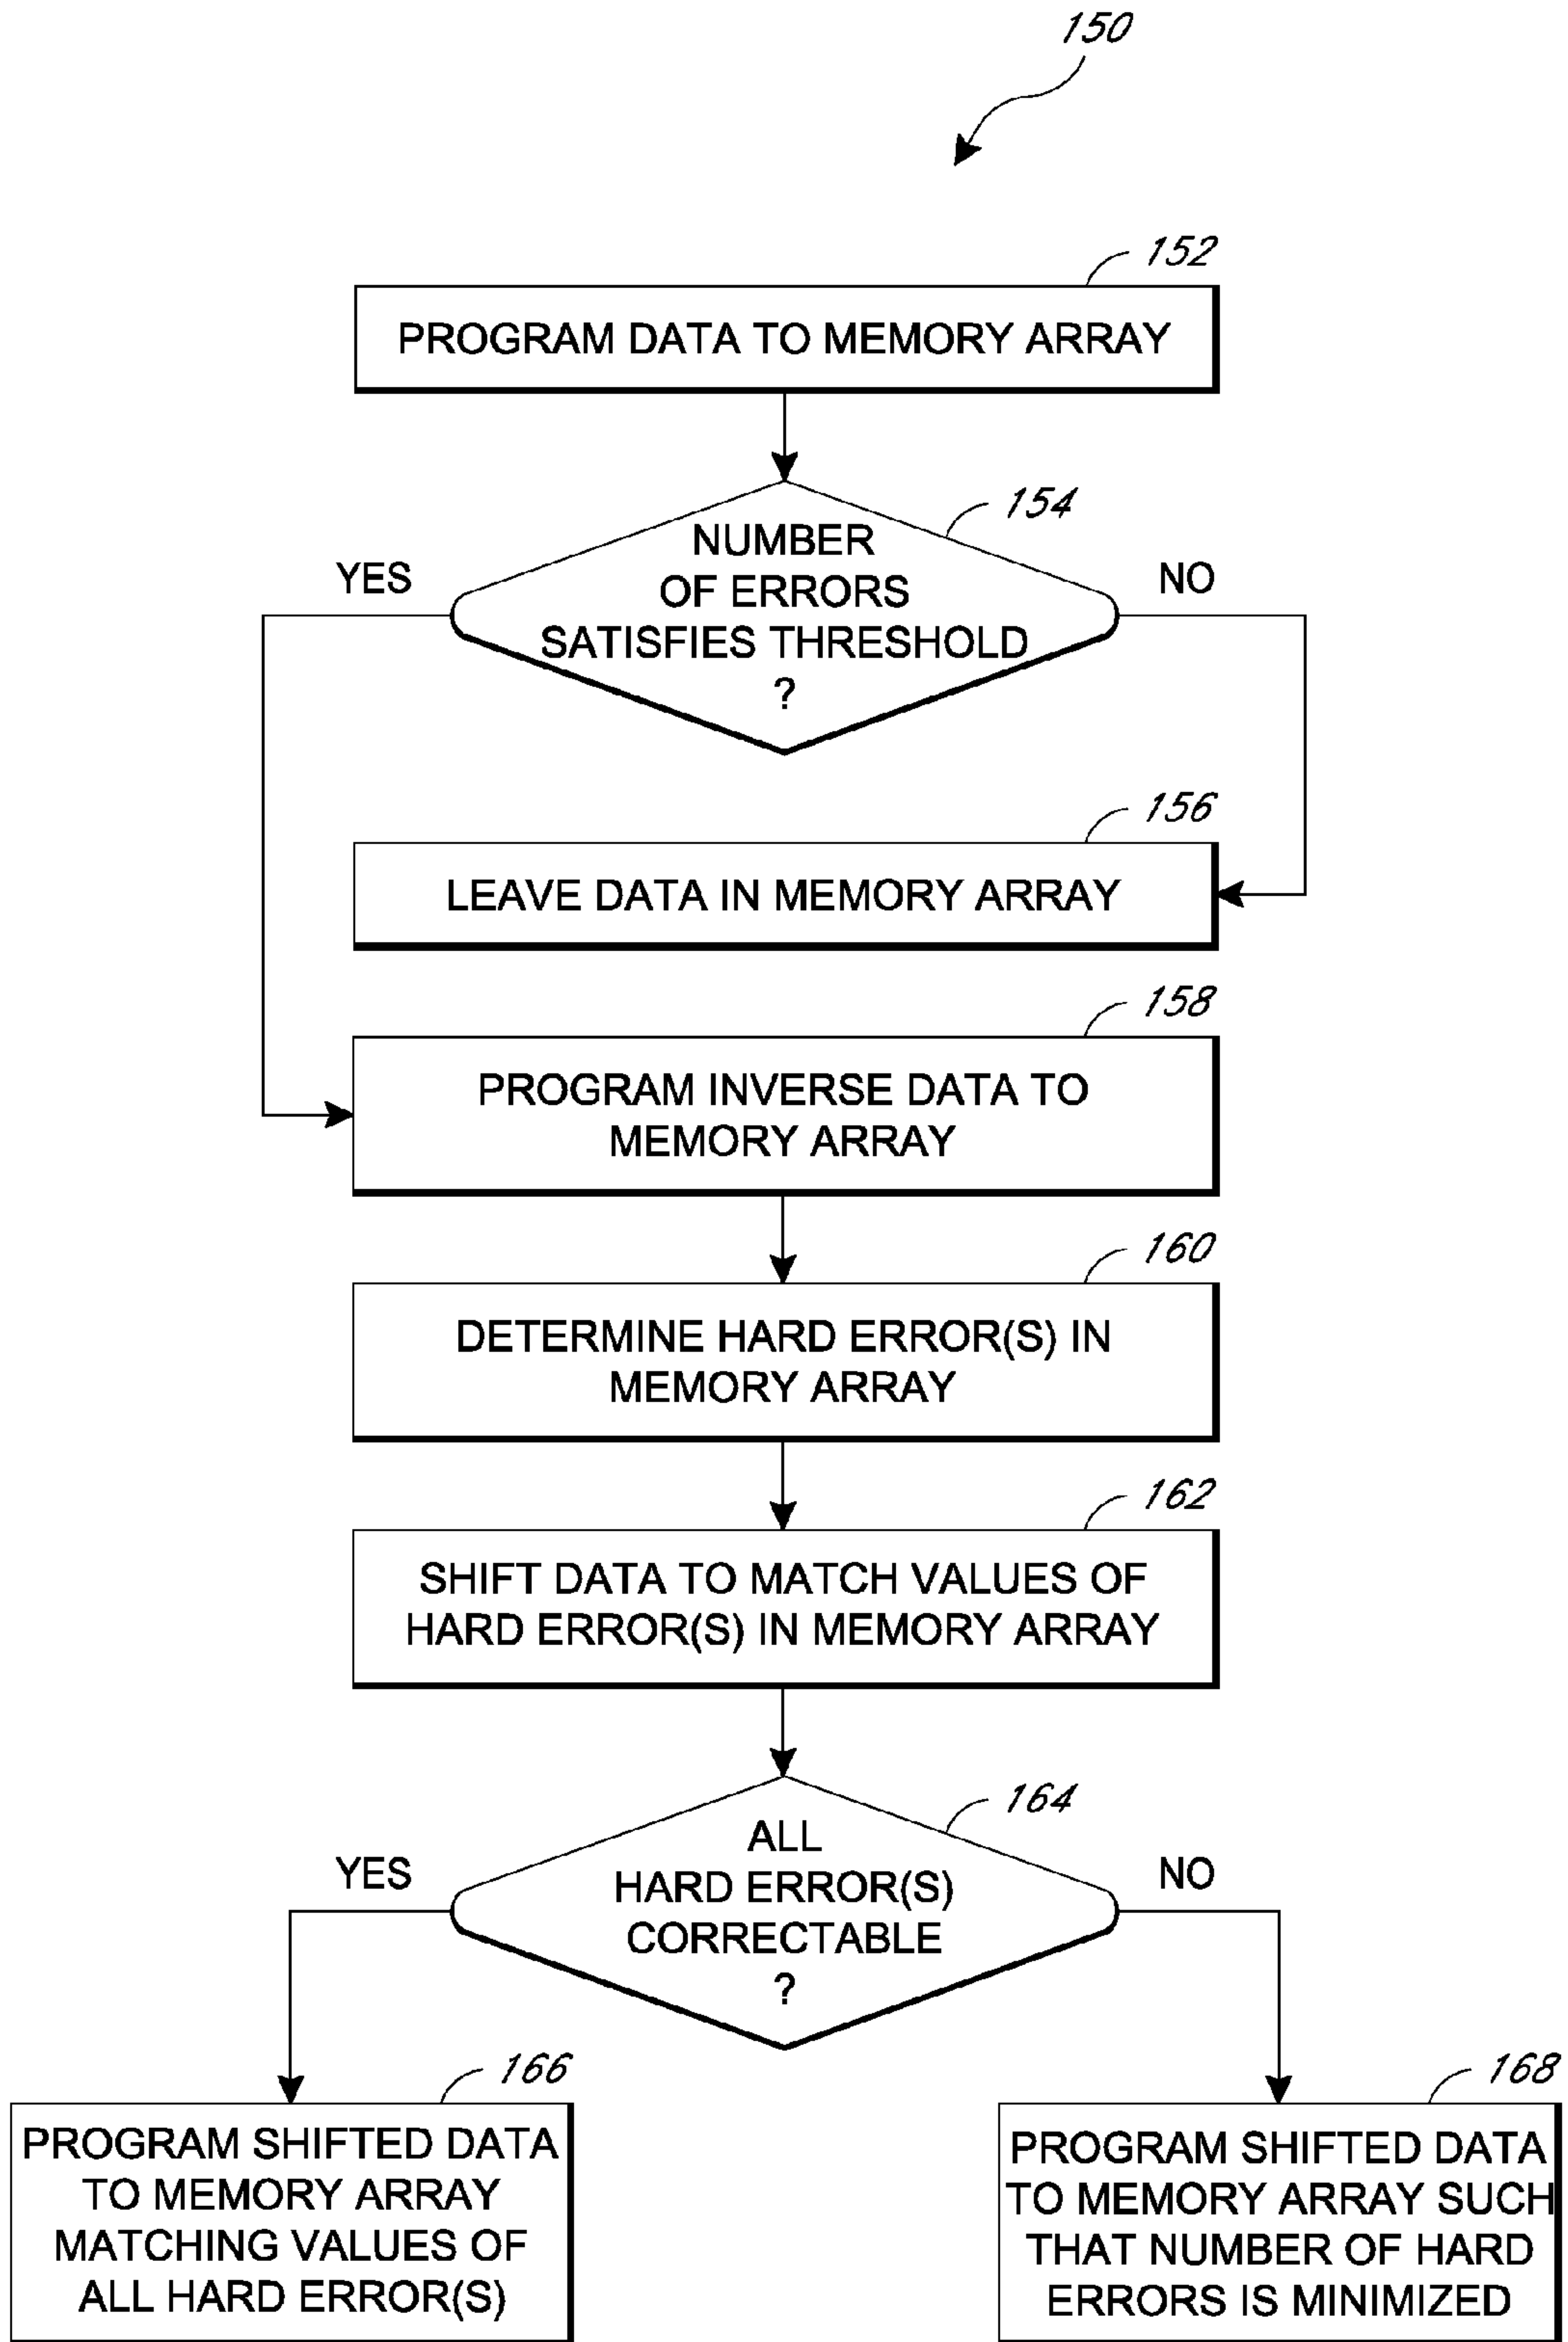 150
152
PROGRAM DATA TO MEMORY ARRAY
154
NUMBER
OF ERRORS
SATISFIES THRESHOLD
?
YES
NO
156
LEAVE DATA IN MEMORY ARRAY
158
PROGRAM INVERSE DATA TO
MEMORY ARRAY
160
DETERMINE HARD ERROR(S) IN
MEMORY ARRAY
162
SHIFT DATA TO MATCH VALUES OF
HARD ERROR(S) IN MEMORY ARRAY
164
ALL
HARD ERROR(S)
CORRECTABLE
?
YES
NO
166
PROGRAM SHIFTED DATA
TO MEMORY ARRAY
MATCHING VALUES OF
ALL HARD ERROR(S)
168
PROGRAM SHIFTED DATA
TO MEMORY ARRAY SUCH
THAT NUMBER OF HARD
ERRORS IS MINIMIZED